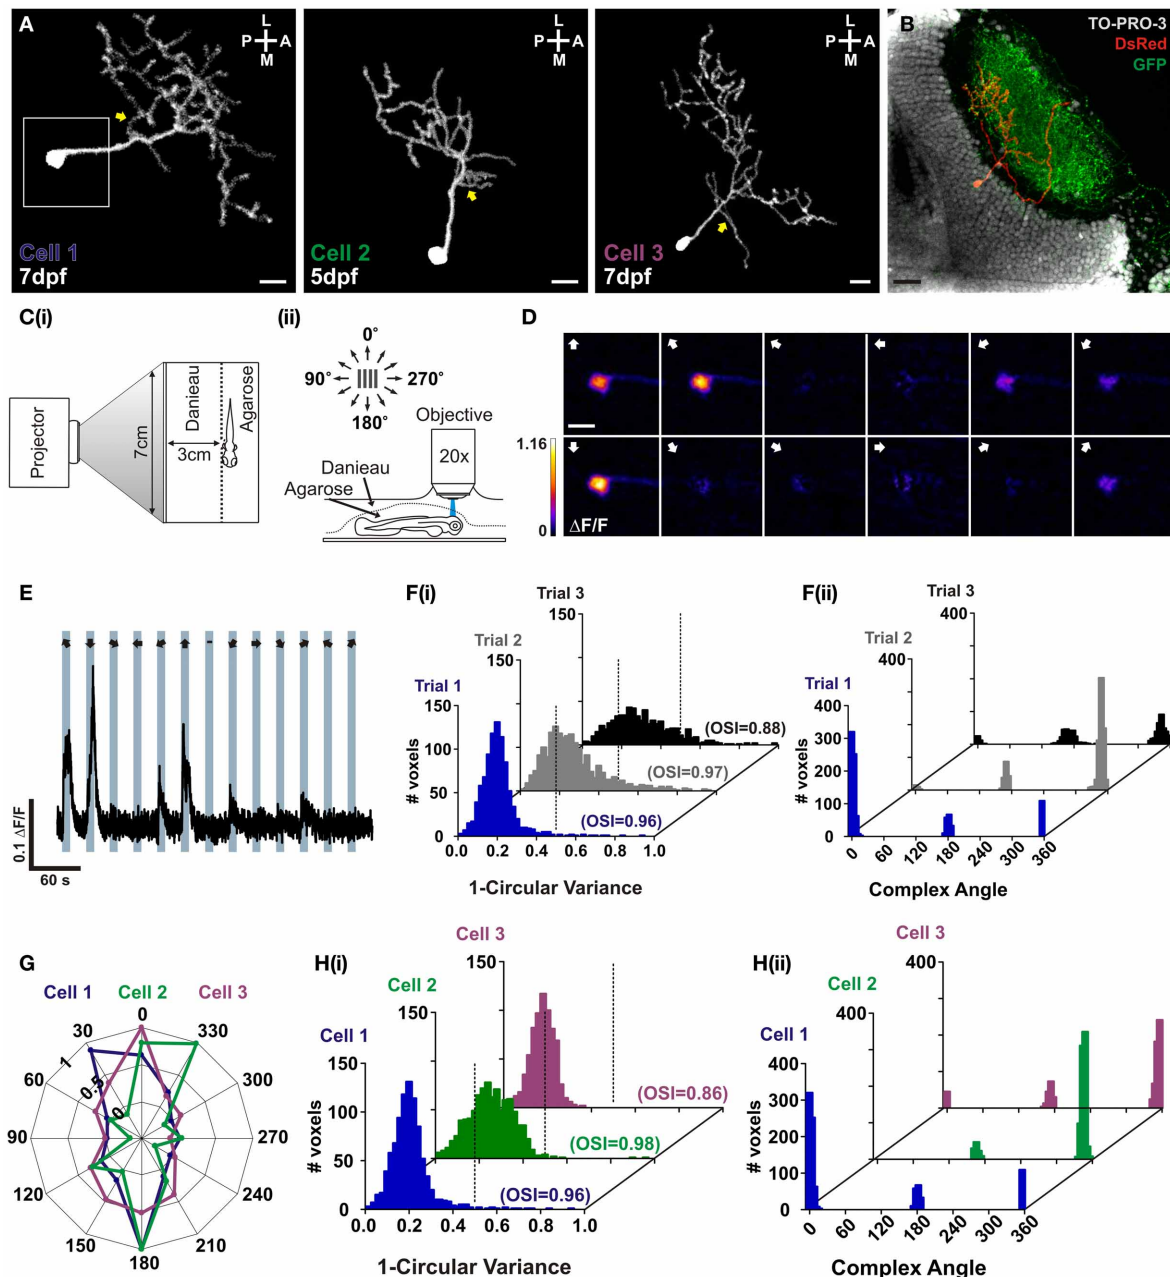 A
L
P A
M
Cell 1
7dpf
L
P A
M
Cell 2
5dpf
L
P A
M
Cell 3
7dpf
B
TO-PRO-3
DsRed
GFP
C(i)
Projector
7cm
Danieau
3cm
Agarose
(ii)
0°
90° 270°
180°
Objective
20x
Danieau
Agarose
D
1.16
0
ΔF/F
E
0.1 ΔF/F
60 s
F(i)
Trial 3
150
Trial 2
150
Trial 1
150
100
50
0
# voxels
(OSI=0.88)
(OSI=0.97)
(OSI=0.96)
0.0 0.2 0.4 0.6 0.8 1.0
1-Circular Variance
F(ii)
Trial 3
400
Trial 2
400
Trial 1
400
300
200
100
0
# voxels
0 60 120 180 240 300 360
Complex Angle
G
Cell 1 Cell 2 Cell 3
0
30 330
60 300
90 270
120 240
150 210
180
1
0.5
0
H(i)
Cell 3
150
Cell 2
150
Cell 1
150
100
50
0
# voxels
(OSI=0.86)
(OSI=0.98)
(OSI=0.96)
0.0 0.2 0.4 0.6 0.8 1.0
1-Circular Variance
H(ii)
Cell 3
400
Cell 2
400
Cell 1
400
300
200
100
0
# voxels
0 60 120 180 240 300 360
Complex Angle